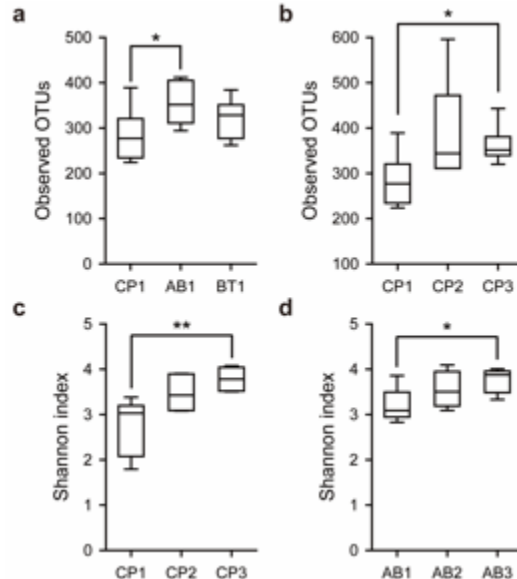 a
*
500
400
300
200
100
0
Observed OTUs
CP1 AB1 BT1
b
*
600
500
400
300
200
100
Observed OTUs
CP1 CP2 CP3
c
**
5
4
3
2
1
0
Shannon index
CP1 CP2 CP3
d
*
5
4
3
2
1
0
Shannon index
AB1 AB2 AB3